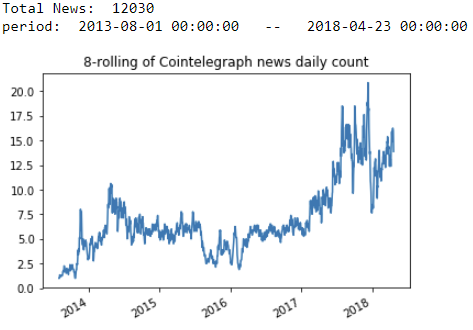 Total News:  12030
period:  2013-08-01 00:00:00   --   2018-04-23 00:00:00
8-rolling of Cointelegraph news daily count
20.0
17.5
15.0
12.5
10.0
7.5
5.0
2.5
0.0
2014 2015 2016 2017 2018